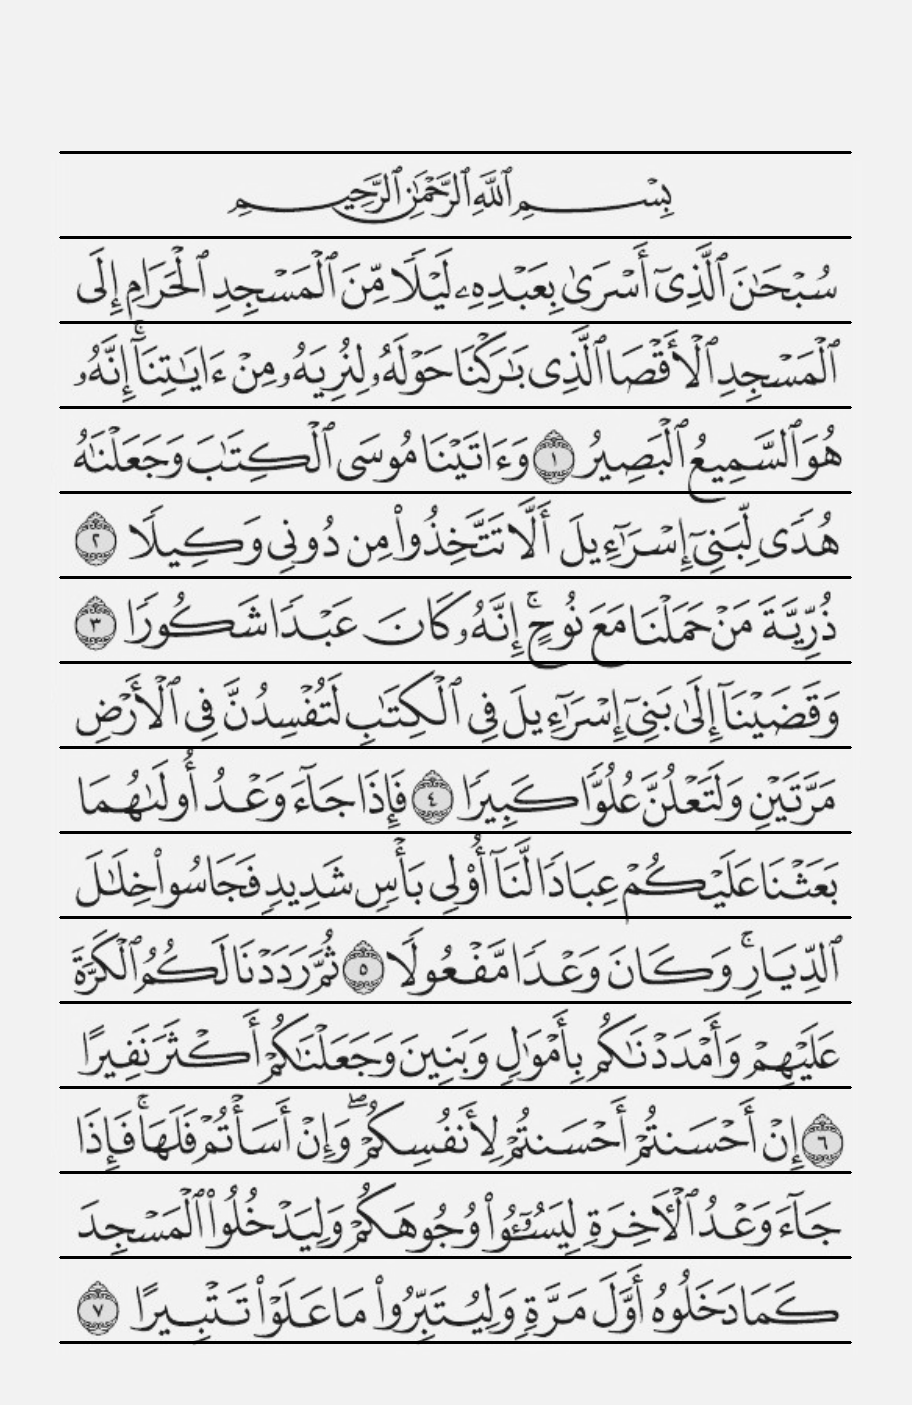 بِسۡمِ ٱللَّهِ ٱلرَّحۡمَٰنِ ٱلرَّحِيمِ
سُبۡحَٰنَ ٱلَّذِيٓ أَسۡرَىٰ بِعَبۡدِهِۦ لَيۡلٗا مِّنَ ٱلۡمَسۡجِدِ ٱلۡحَرَامِ إِلَى
ٱلۡمَسۡجِدِ ٱلۡأَقۡصَا ٱلَّذِي بَٰرَكۡنَا حَوۡلَهُۥ لِنُرِيَهُۥ مِنۡ ءَايَٰتِنَآۚ إِنَّهُۥ
هُوَ ٱلسَّمِيعُ ٱلۡبَصِيرُ ١ وَءَاتَيۡنَا مُوسَى ٱلۡكِتَٰبَ وَجَعَلۡنَٰهُ
هُدٗى لِّبَنِيٓ إِسۡرَٰٓءِيلَ أَلَّا تَتَّخِذُواْ مِن دُونِي وَكِيلٗا ٢
ذُرِّيَّةَ مَنۡ حَمَلۡنَا مَعَ نُوحٍۚ إِنَّهُۥ كَانَ عَبۡدٗا شَكُورٗا ٣
وَقَضَيۡنَآ إِلَىٰ بَنِيٓ إِسۡرَٰٓءِيلَ فِي ٱلۡكِتَٰبِ لَتُفۡسِدُنَّ فِي ٱلۡأَرۡضِ
مَرَّتَيۡنِ وَلَتَعۡلُنَّ عُلُوّٗا كَبِيرٗا ٤ فَإِذَا جَآءَ وَعۡدُ أُولَىٰهُمَا
بَعَثۡنَا عَلَيۡكُمۡ عِبَادٗا لَّنَآ أُوْلِي بَأۡسٖ شَدِيدٖ فَجَاسُواْ خِلَٰلَ
ٱلدِّيَارِۚ وَكَانَ وَعۡدٗا مَّفۡعُولٗا ٥ ثُمَّ رَدَدۡنَا لَكُمُ ٱلۡكَرَّةَ
عَلَيۡهِمۡ وَأَمۡدَدۡنَٰكُم بِأَمۡوَٰلٖ وَبَنِينَ وَجَعَلۡنَٰكُمۡ أَكۡثَرَ نَفِيرًا
٦ إِنۡ أَحۡسَنتُمۡ أَحۡسَنتُمۡ لِأَنفُسِكُمۡۖ وَإِنۡ أَسَأۡتُمۡ فَلَهَاۚ فَإِذَا
جَآءَ وَعۡدُ ٱلۡأٓخِرَةِ لِيَسُـُٔواْ وُجُوهَكُمۡ وَلِيَدۡخُلُواْ ٱلۡمَسۡجِدَ
كَمَا دَخَلُوهُ أَوَّلَ مَرَّةٖ وَلِيُتَبِّرُواْ مَا عَلَوۡاْ تَتۡبِيرًا ٧